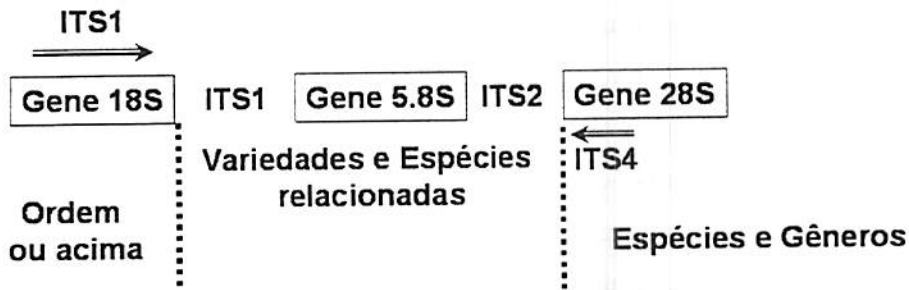 ITS1
Gene 18S ITS1 Gene 5.8S ITS2 Gene 28S
ITS4
Variedades e Espécies
relacionadas
Ordem
ou acima
Espécies e Gêneros